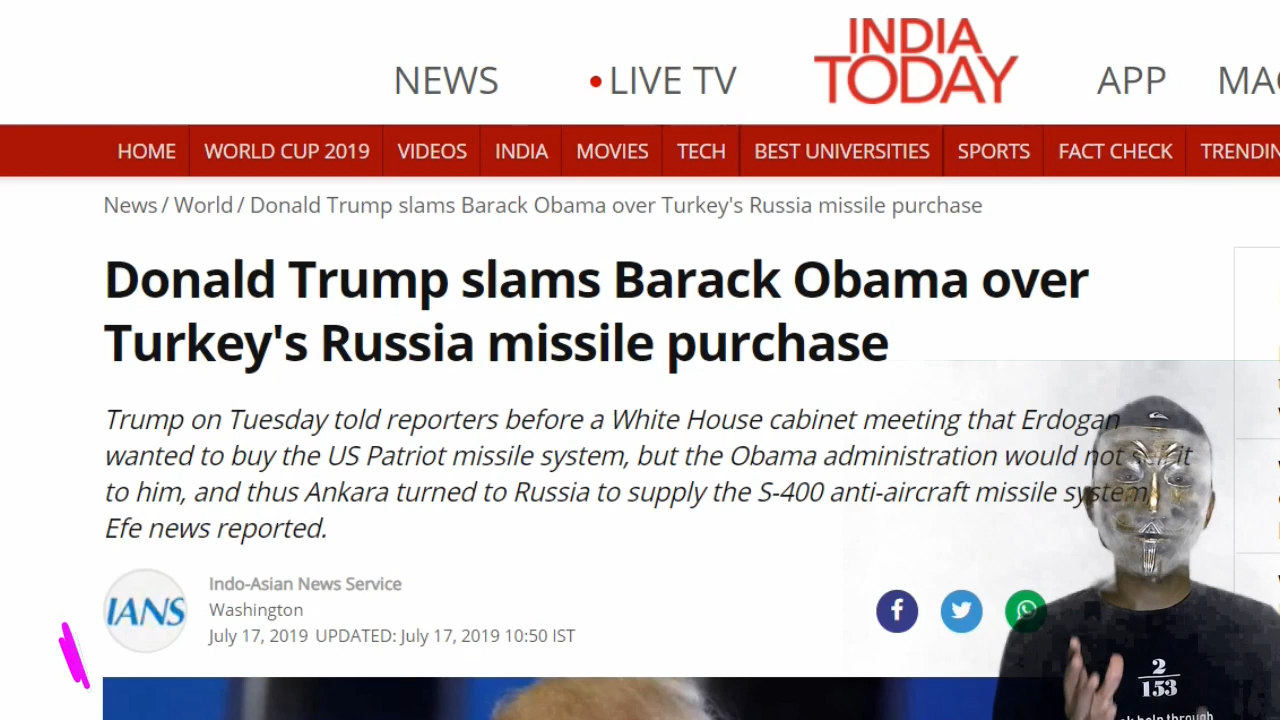 INDIA
TODAY
NEWS
LIVE TV
APP
HOME
WORLD CUP 2019
VIDEOS
INDIA
MOVIES
TECH
BEST UNIVERSITIES
SPORTS
FACT CHECK
News / World / Donald Trump slams Barack Obama over Turkey's Russia missile purchase
Donald Trump slams Barack Obama over
Turkey's Russia missile purchase
Trump on Tuesday told reporters before a White House cabinet meeting that Erdogan
wanted to buy the US Patriot missile system, but the Obama administration would not sell it
to him, and thus Ankara turned to Russia to supply the S-400 anti-aircraft missile system,
Efe news reported.
IANS
Indo-Asian News Service
Washington
July 17, 2019 UPDATED: July 17, 2019 10:50 IST
2
153
help through